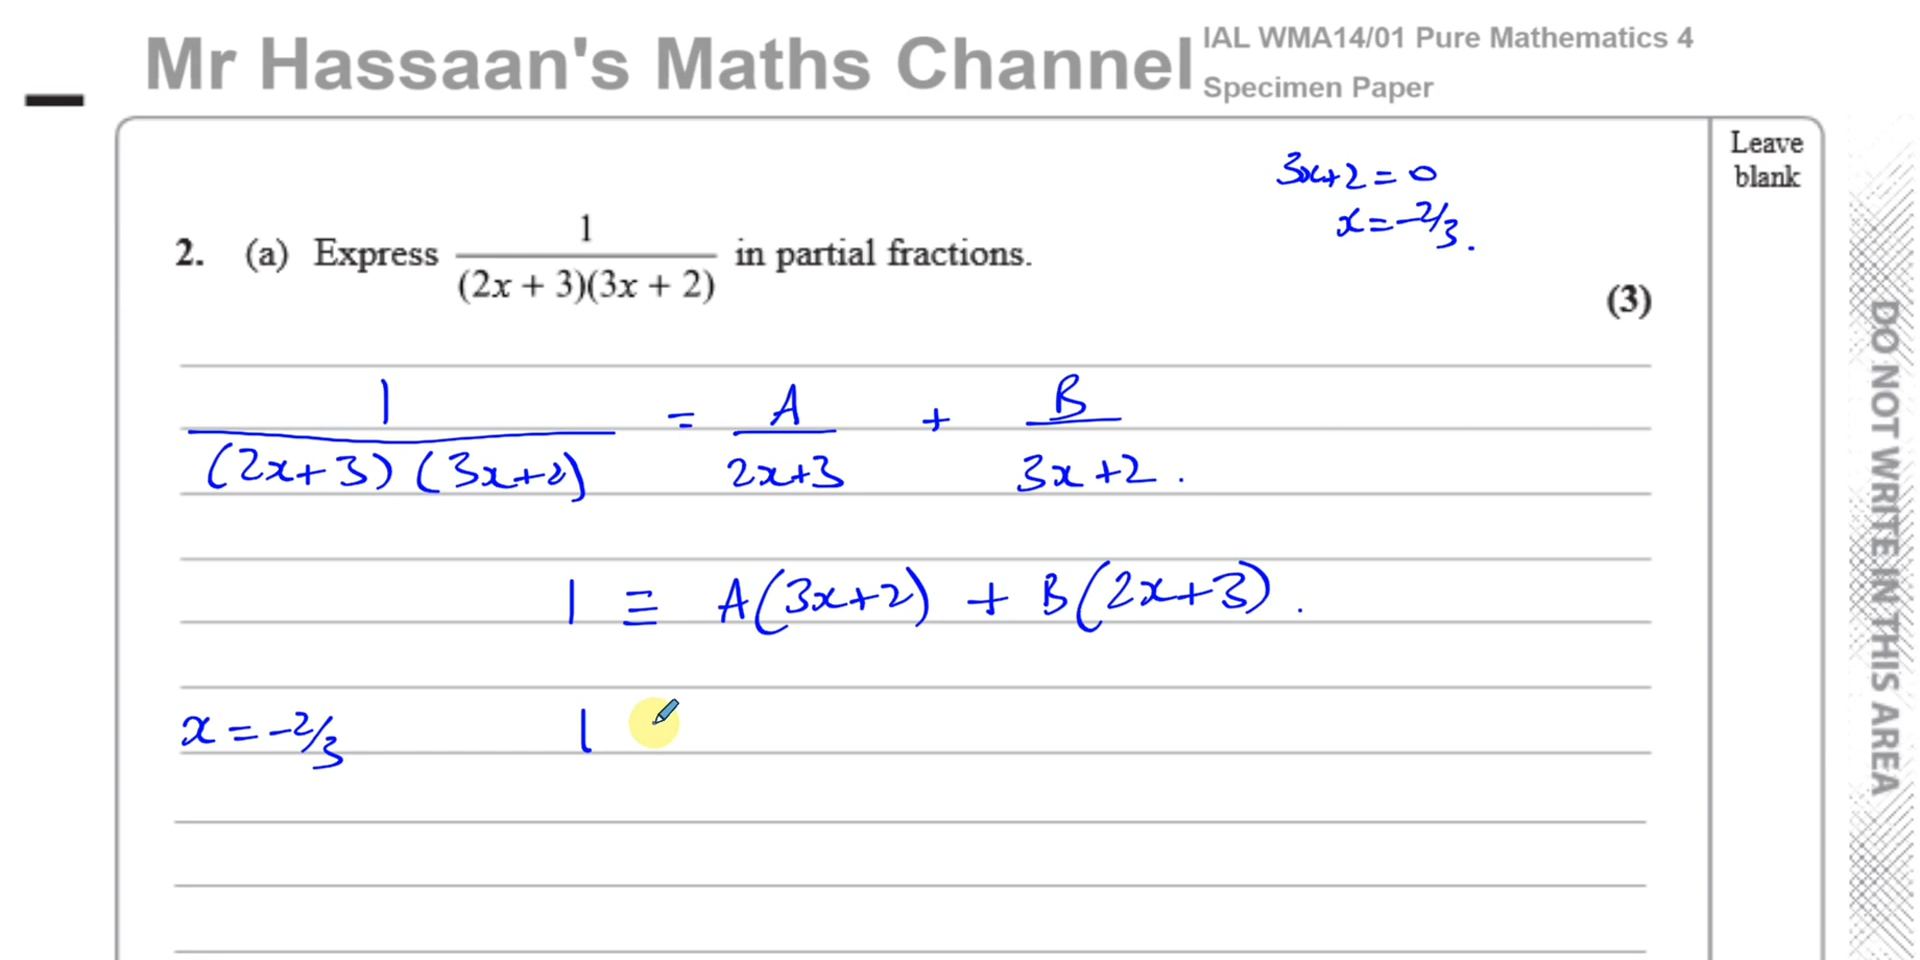 Mr Hassaan's Maths Channel
IAL WMA14/01 Pure Mathematics 4
Specimen Paper
Leave
blank
3x+2=0
x=-2/3.
2. (a) Express 1/((2x + 3)(3x + 2)) in partial fractions.
(3)
1/((2x+3)(3x+2)) = A/(2x+3) + B/(3x+2).
1 ≡ A(3x+2) + B(2x+3).
x=-2/3 1
DO NOT WRITE IN THIS AREA